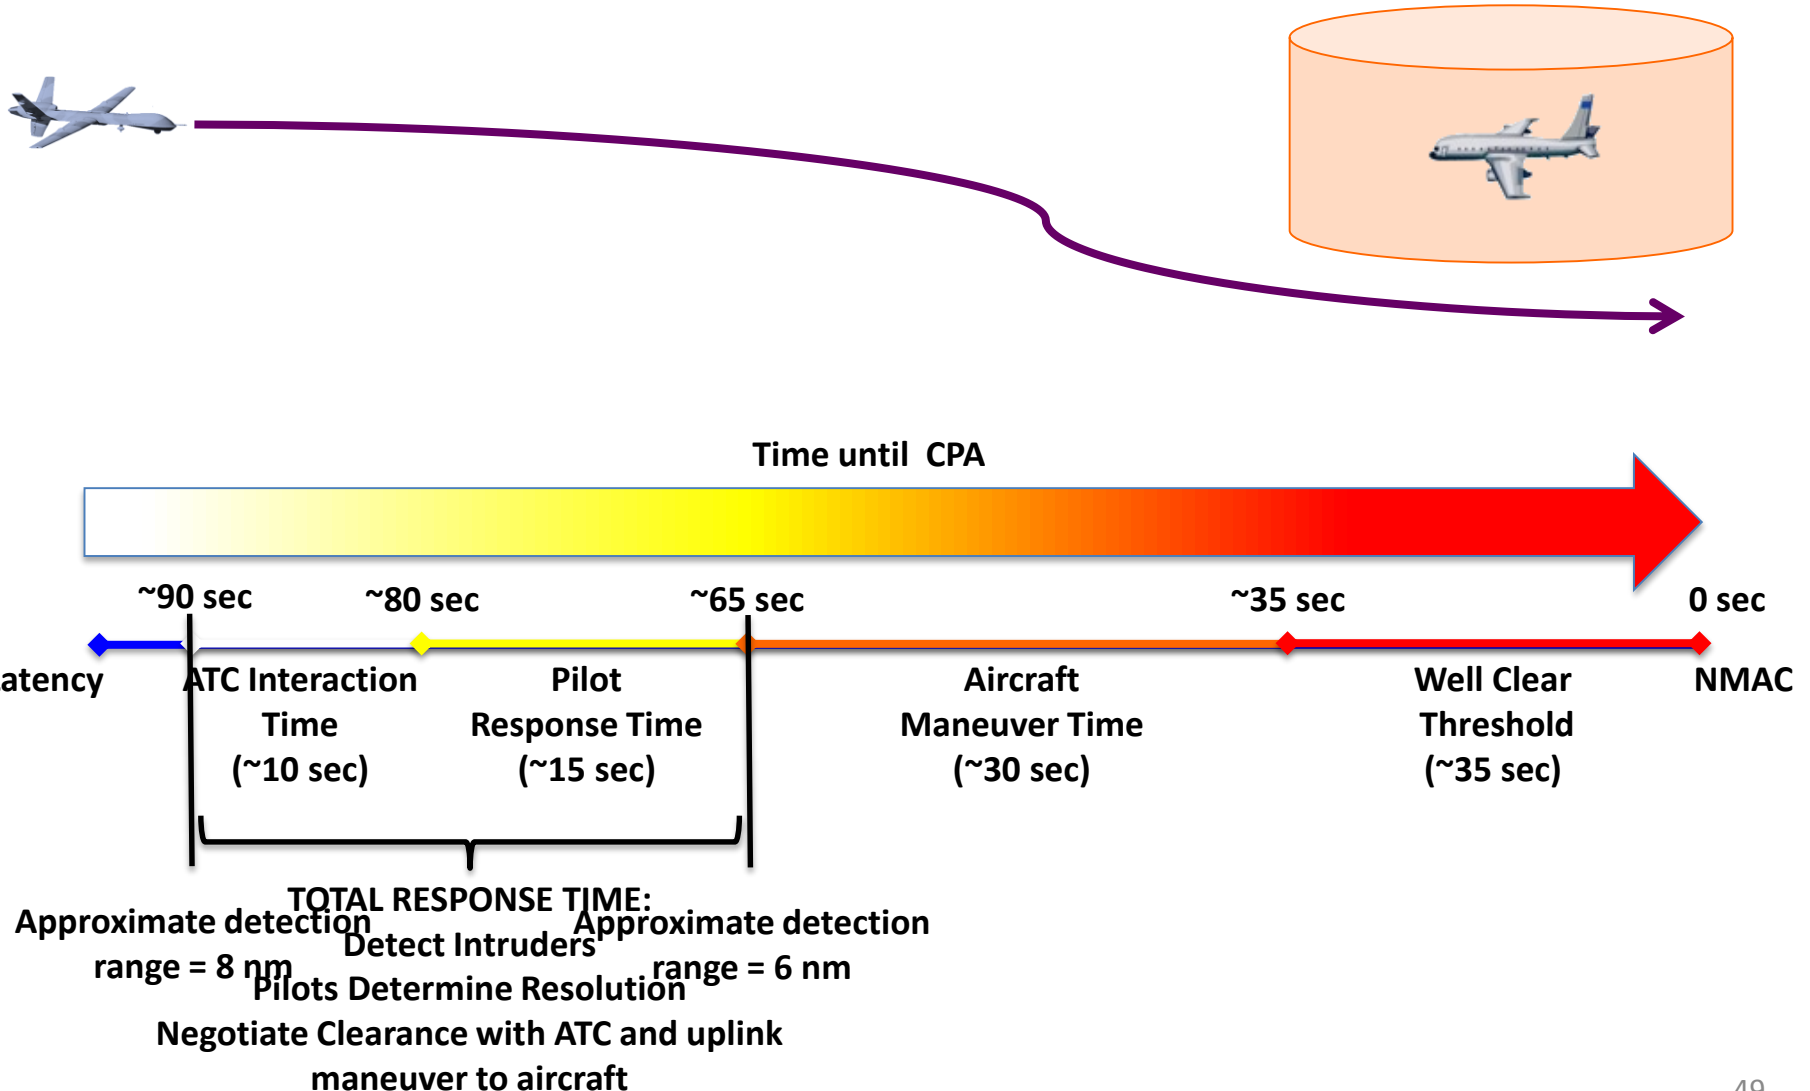 Time until CPA
~90 sec
~80 sec
~65 sec
~35 sec
0 sec
ATC Interaction
Time
(~10 sec)
Pilot
Response Time
(~15 sec)
Aircraft
Maneuver Time
(~30 sec)
Well Clear
Threshold
(~35 sec)
NMAC
Approximate detection
range = 8 nm
TOTAL RESPONSE TIME:
Detect Intruders
Pilots Determine Resolution
Negotiate Clearance with ATC and uplink
maneuver to aircraft
Approximate detection
range = 6 nm
49